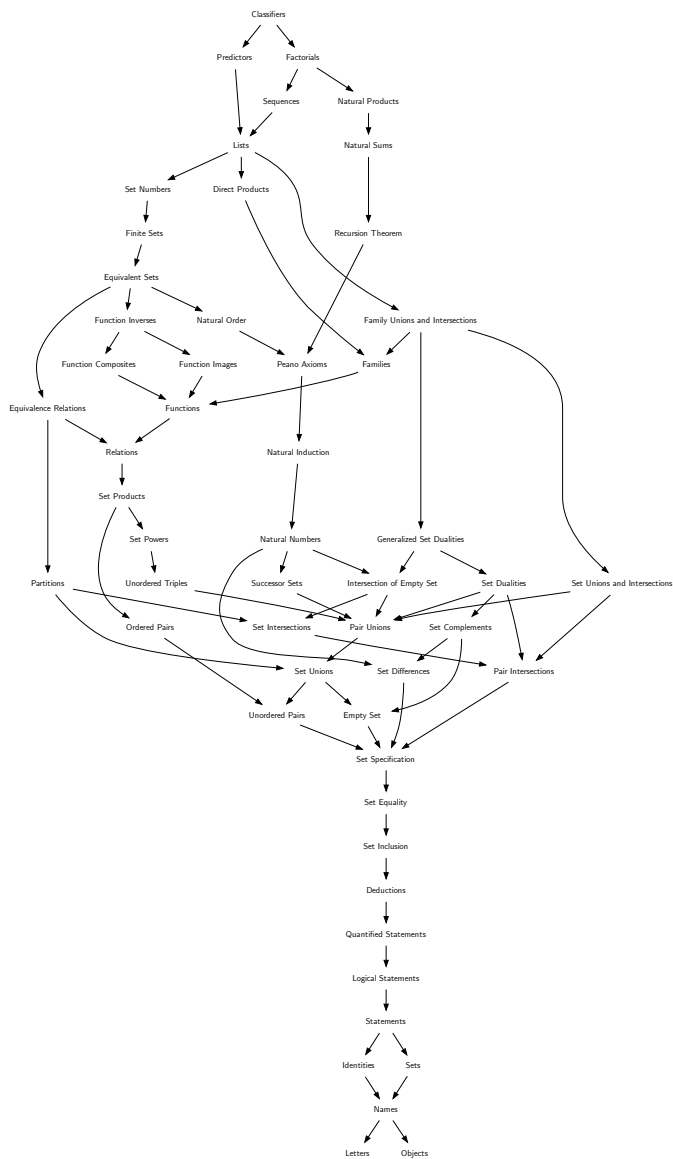 Classifiers
Predictors Factorials
Sequences Natural Products
Lists Natural Sums
Set Numbers Direct Products
Finite Sets Recursion Theorem
Equivalent Sets
Function Inverses Natural Order Family Unions and Intersections
Function Composites Function Images Peano Axioms Families
Equivalence Relations Functions
Relations Natural Induction
Set Products
Set Powers Natural Numbers Generalized Set Dualities
Partitions Unordered Triples Successor Sets Intersection of Empty Set Set Dualities Set Unions and Intersections
Ordered Pairs Set Intersections Pair Unions Set Complements
Set Unions Set Differences Pair Intersections
Unordered Pairs Empty Set
Set Specification
Set Equality
Set Inclusion
Deductions
Quantified Statements
Logical Statements
Statements
Identities Sets
Names
Letters Objects